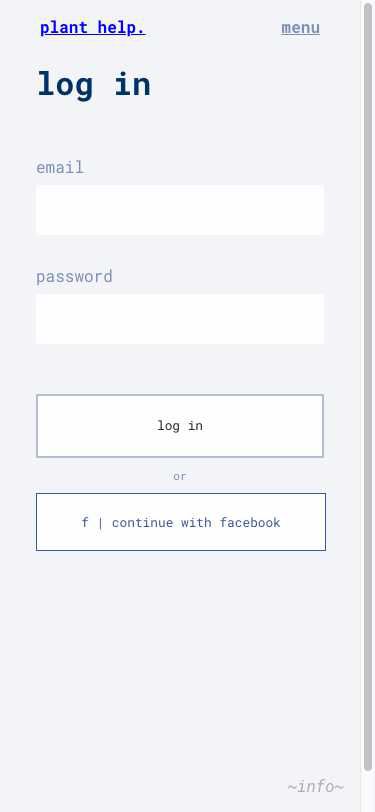 plant help. menu
log in
email
password
log in
or
f | continue with facebook
~info~